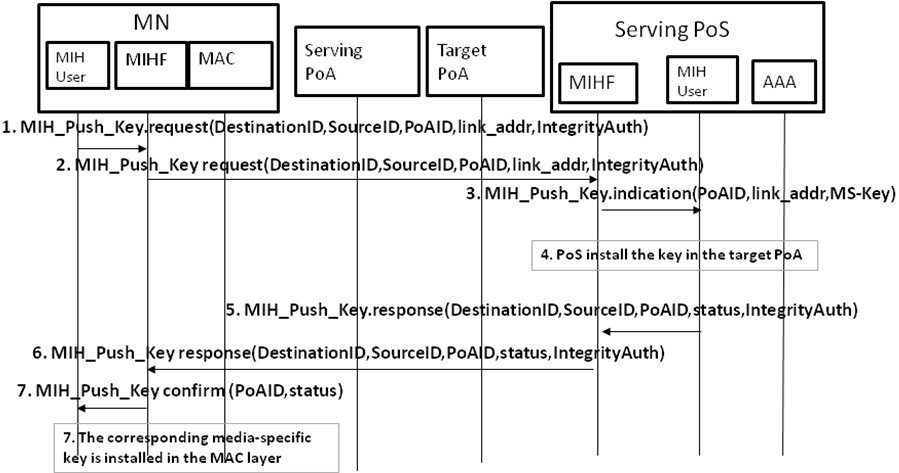 MN
Serving PoS
MIH
User
MIHF
MAC
Serving
PoA
Target
PoA
MIHF
MIH
User
AAA
1. MIH_Push_Key.request(DestinationID,SourceID,PoAID,link_addr,IntegrityAuth)
2. MIH_Push_Key request(DestinationID,SourceID,PoAID,link_addr,IntegrityAuth)
3. MIH_Push_Key.indication(PoAID,link_addr,MS-Key)
4. PoS install the key in the target PoA
5. MIH_Push_Key.response(DestinationID,SourceID,PoAID,status,IntegrityAuth)
6. MIH_Push_Key response(DestinationID,SourceID,PoAID,status,IntegrityAuth)
7. MIH_Push_Key confirm (PoAID,status)
7. The corresponding media-specific
key is installed in the MAC layer